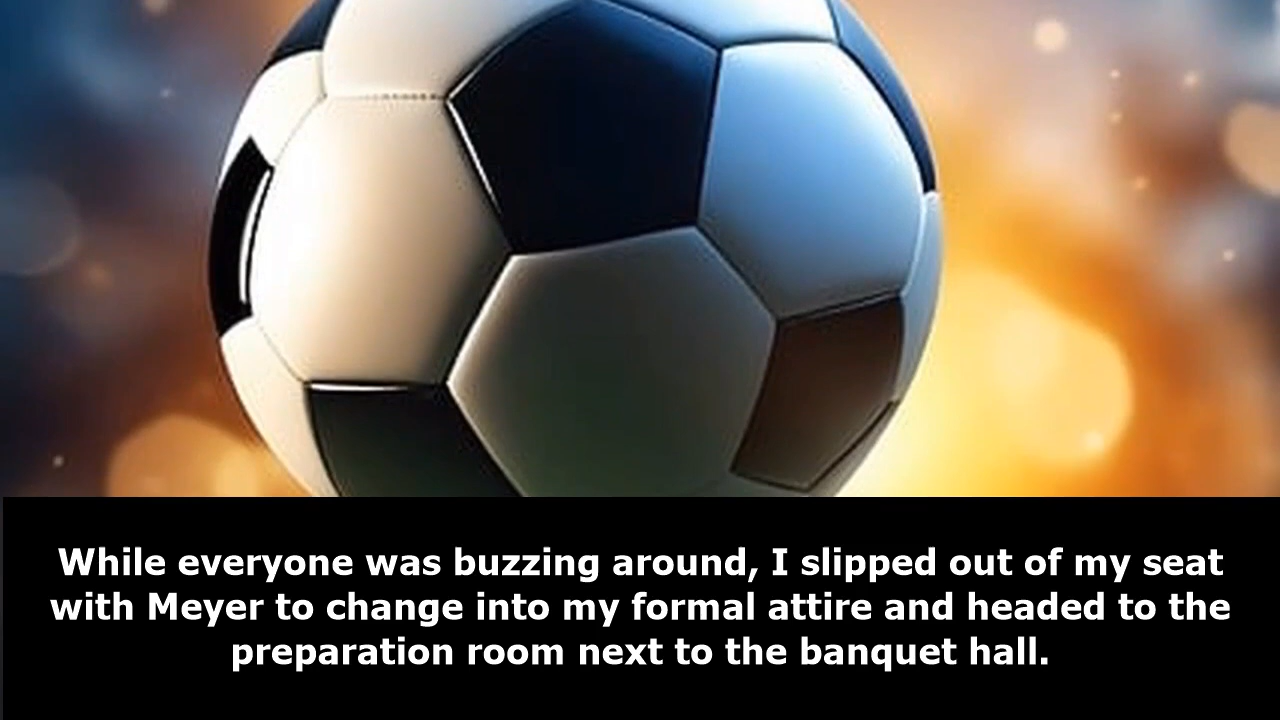 While everyone was buzzing around, I slipped out of my seat
with Meyer to change into my formal attire and headed to the
preparation room next to the banquet hall.